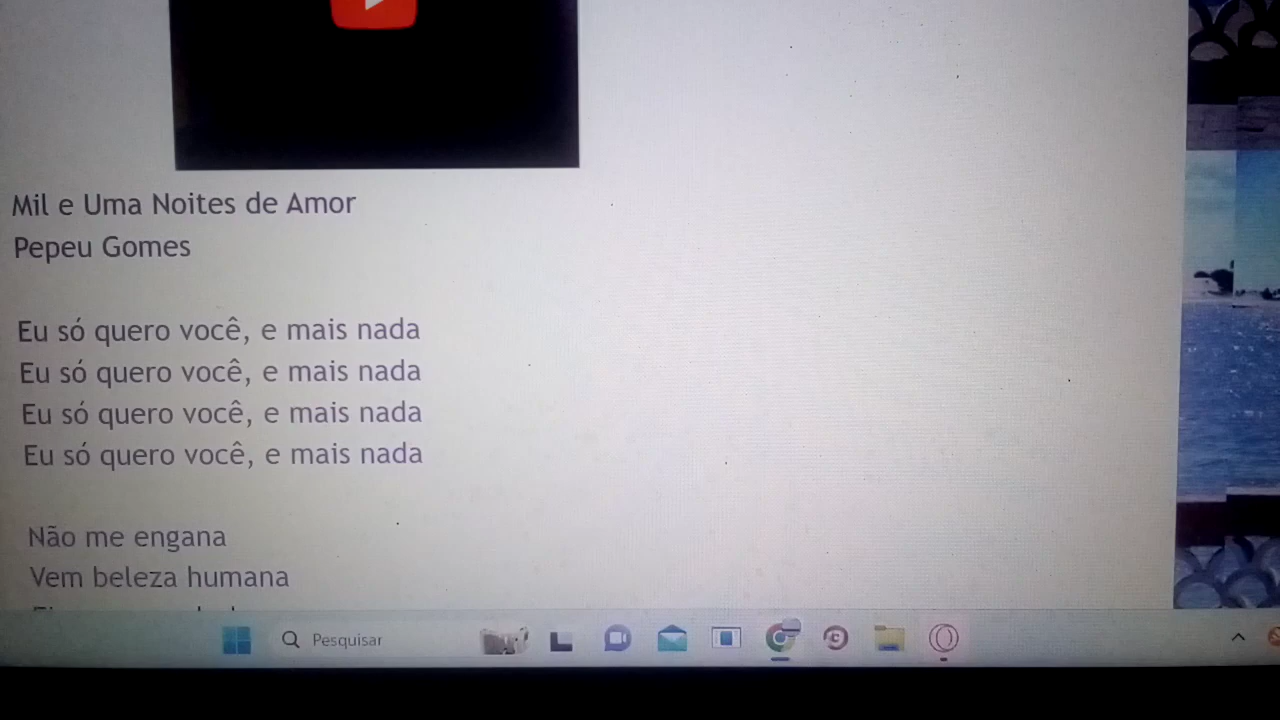 Mil e Uma Noites de Amor
Pepeu Gomes
Eu só quero você, e mais nada
Eu só quero você, e mais nada
Eu só quero você, e mais nada
Eu só quero você, e mais nada
Não me engana
Vem beleza humana
Pesquisar